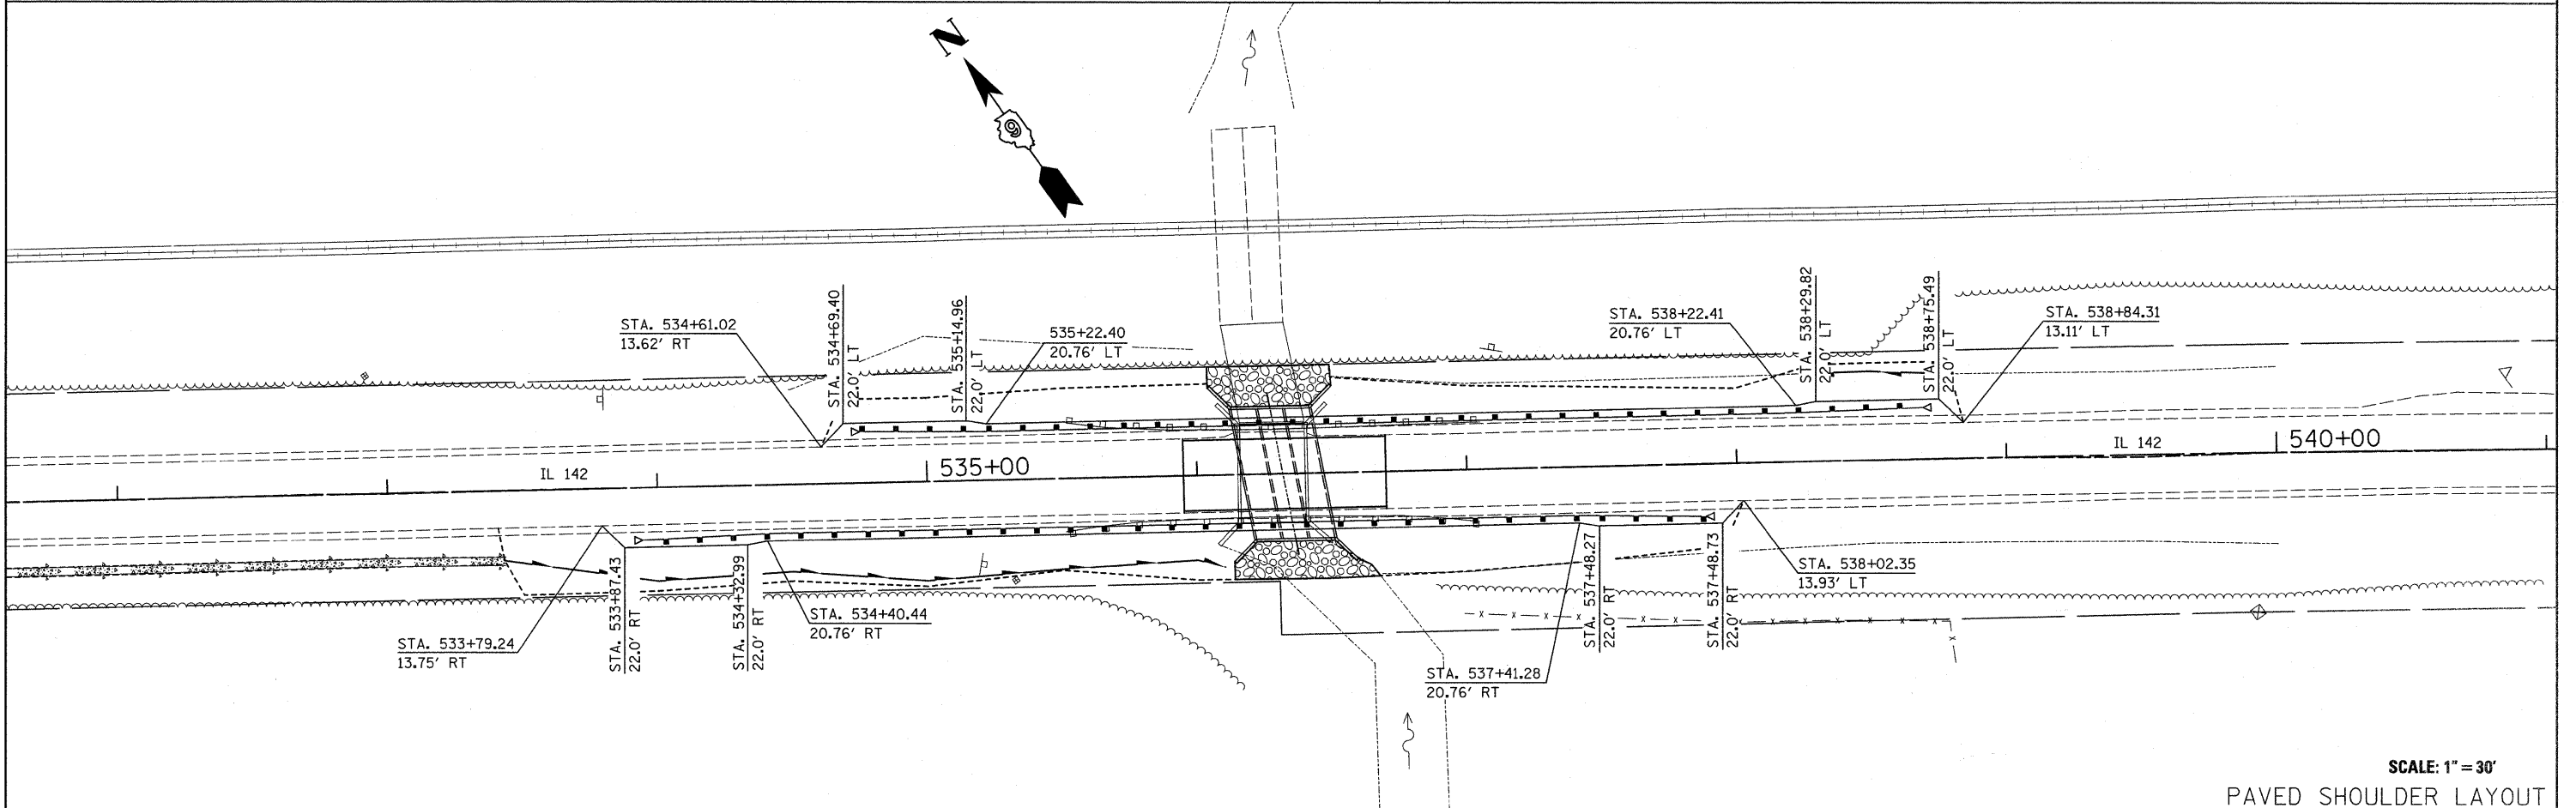 N
9
STA. 534+61.02
13.62' RT
STA. 534+69.40
22.0' LT
STA. 535+14.96
22.0' LT
535+22.40
20.76' LT
STA. 538+22.41
20.76' LT
STA. 538+29.82
22.0' LT
STA. 538+75.49
22.0' LT
STA. 538+84.31
13.11' LT
IL 142
535+00
IL 142
540+00
STA. 533+79.24
13.75' RT
STA. 533+87.43
22.0' RT
STA. 534+32.99
22.0' RT
STA. 534+40.44
20.76' RT
STA. 537+41.28
20.76' RT
STA. 537+48.27
22.0' RT
STA. 537+48.73
22.0' RT
STA. 538+02.35
13.93' LT
x x x x x x x x x x
SCALE: 1" = 30'
PAVED SHOULDER LAYOUT